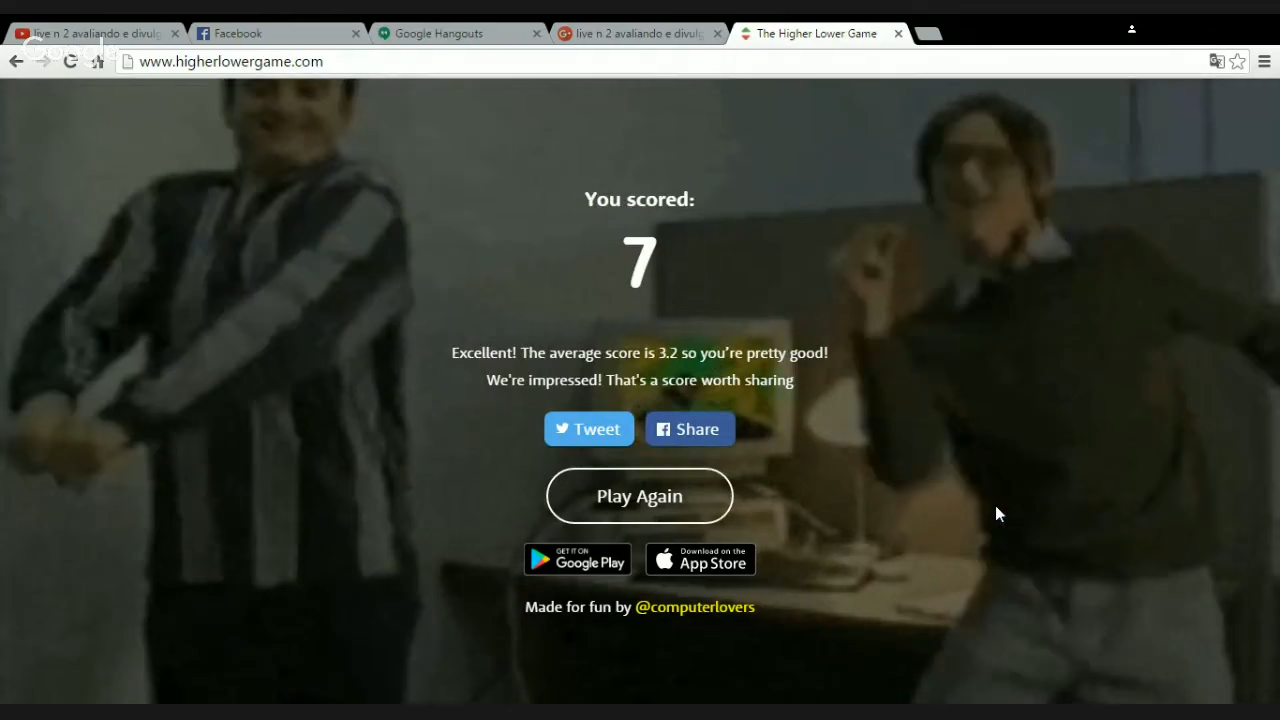 live n 2 avaliando e divulg
Facebook
Google Hangouts
live n 2 avaliando e divulg
The Higher Lower Game
Google
www.higherlowergame.com
You scored:
7
Excellent! The average score is 3.2 so you're pretty good!
We're impressed! That's a score worth sharing
Tweet
Share
Play Again
GET IT ON
Google Play
Download on the
App Store
Made for fun by @computerlovers